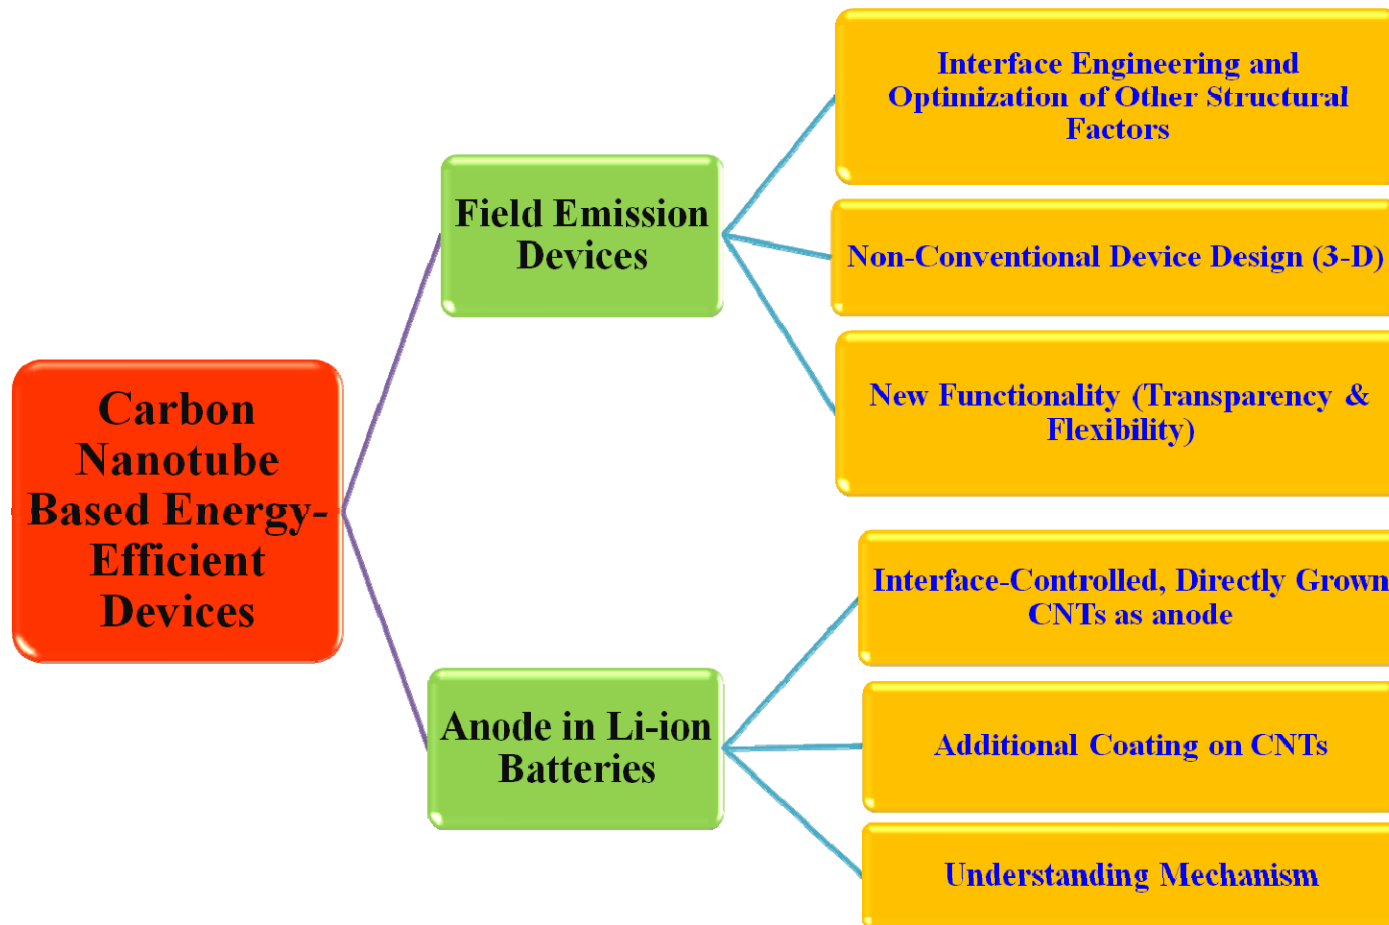 Carbon
Nanotube
Based Energy-
Efficient
Devices
Field Emission
Devices
Interface Engineering and
Optimization of Other Structural
Factors
Non-Conventional Device Design (3-D)
New Functionality (Transparency &
Flexibility)
Anode in Li-ion
Batteries
Interface-Controlled, Directly Grown
CNTs as anode
Additional Coating on CNTs
Understanding Mechanism